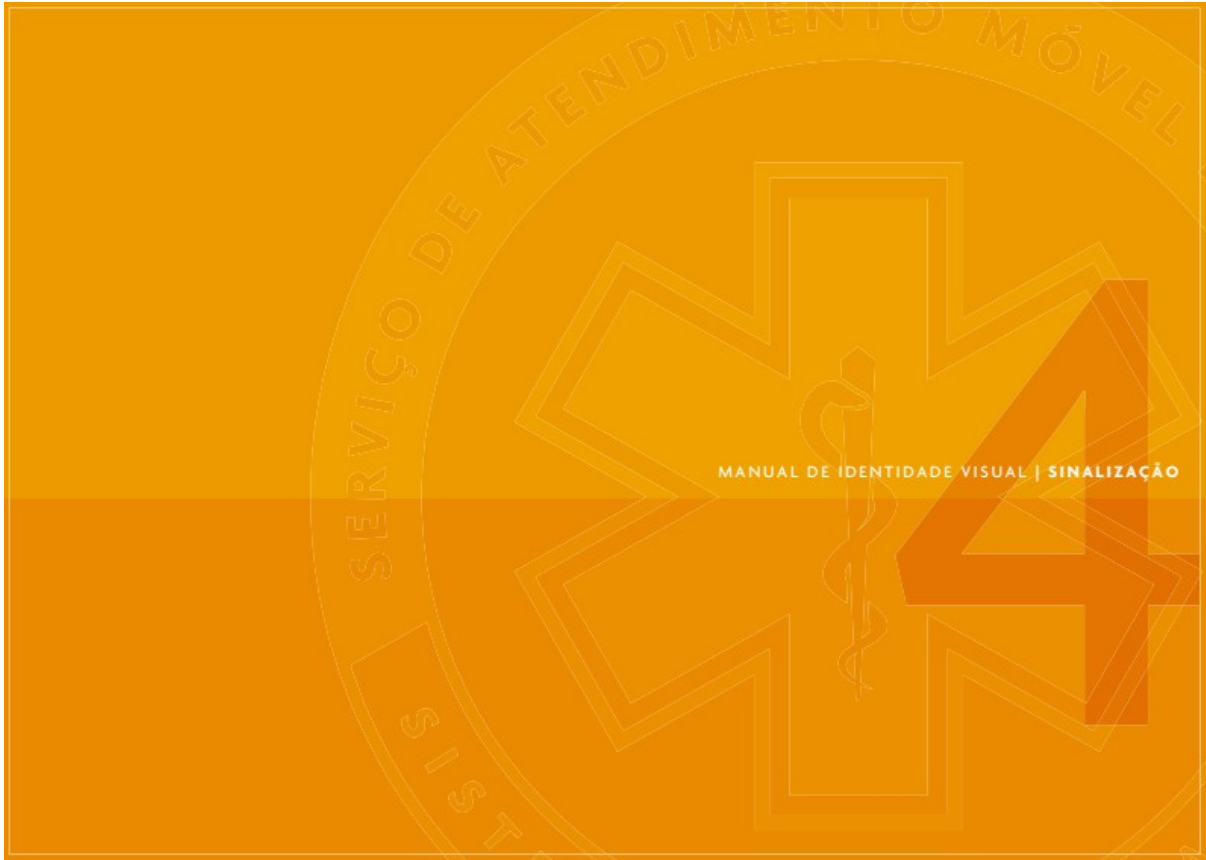 SERVIÇO DE ATENDIMENTO MÓVEL
MANUAL DE IDENTIDADE VISUAL | SINALIZAÇÃO
4
SIST